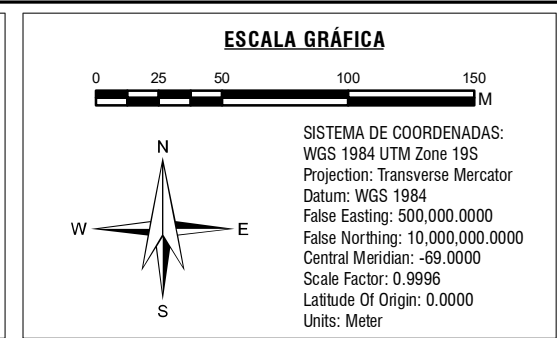 ESCALA GRÁFICA
0 25 50 100 150
M
N
W E
S
SISTEMA DE COORDENADAS:
WGS 1984 UTM Zone 19S
Projection: Transverse Mercator
Datum: WGS 1984
False Easting: 500,000.0000
False Northing: 10,000,000.0000
Central Meridian: -69.0000
Scale Factor: 0.9996
Latitude Of Origin: 0.0000
Units: Meter